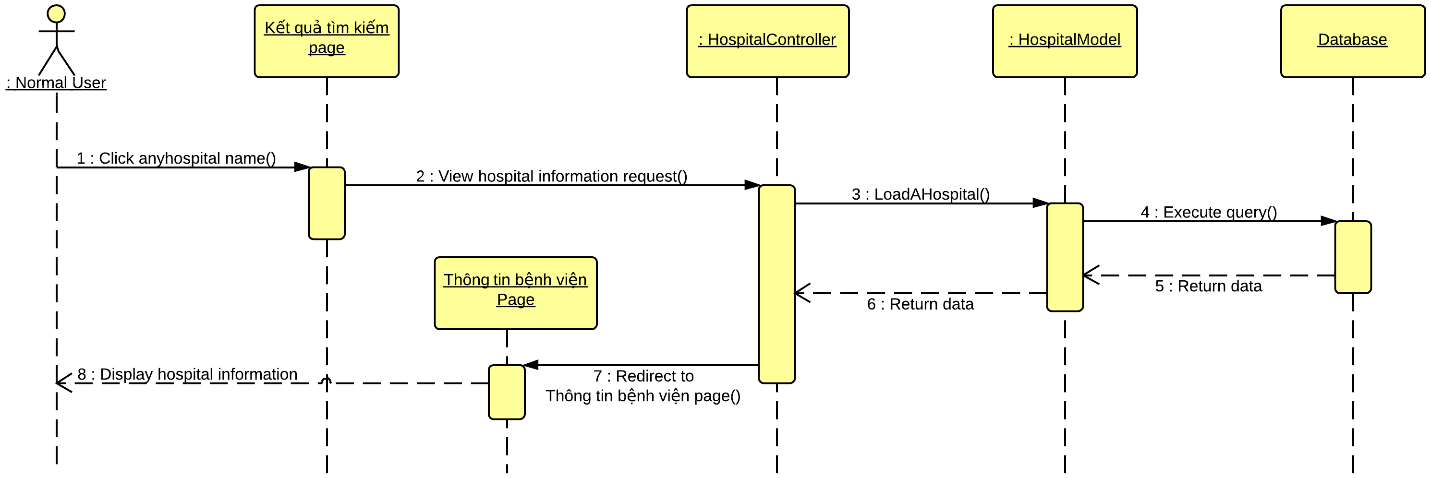 Kết quả tìm kiếm
page
: HospitalController
: HospitalModel
Database
: Normal User
1 : Click anyhospital name()
2 : View hospital information request()
3 : LoadAHospital()
4 : Execute query()
Thông tin bệnh viện
Page
5 : Return data
6 : Return data
8 : Display hospital information
7 : Redirect to
Thông tin bệnh viện page()